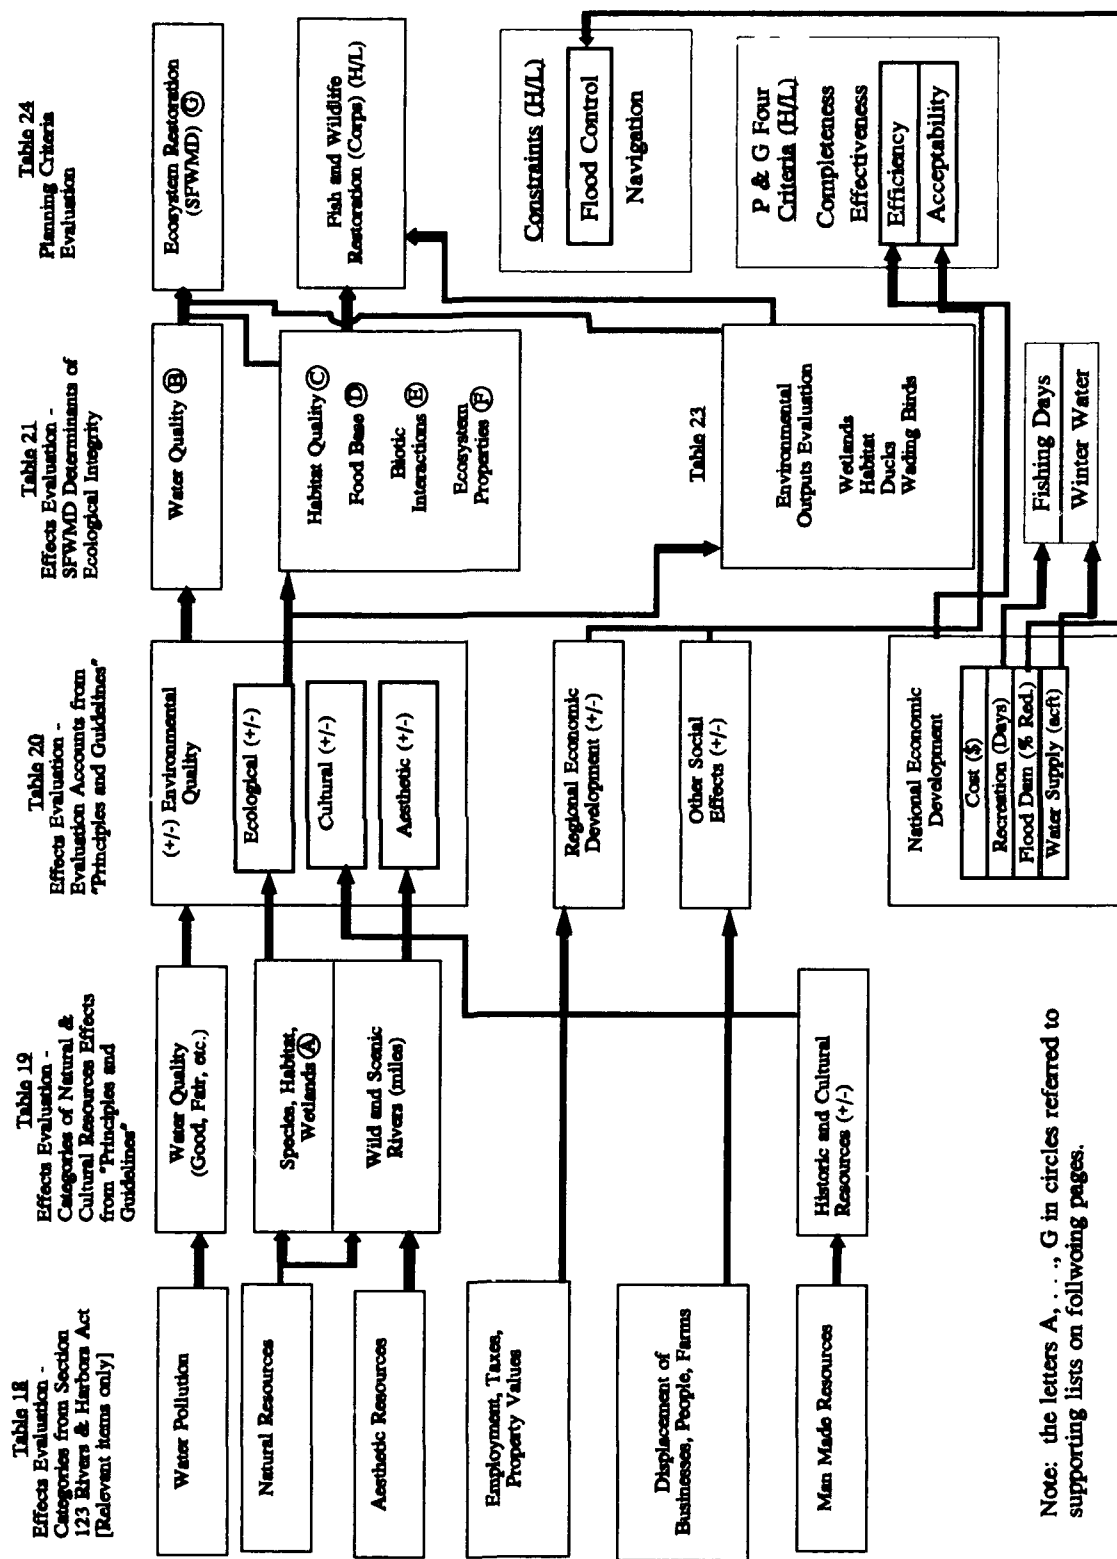 Table 18
Effects Evaluation -
Categories from Section
123 Rivers & Harbors Act
[Relevant items only]
Water Pollution
Natural Resources
Aesthetic Resources
Employment, Taxes,
Property Values
Displacement of
Businesses, People, Farms
Man Made Resources
Table 19
Effects Evaluation -
Categories of Natural &
Cultural Resources Effects
from "Principles and
Guidelines"
Water Quality
(Good, Fair, etc.)
Species, Habitat,
Wetlands A
Wild and Scenic
Rivers (miles)
Historic and Cultural
Resources (+/-)
Table 20
Effects Evaluation -
Evaluation Accounts from
"Principles and Guidelines"
(+/-) Environmental
Quality
Ecological (+/-)
Cultural (+/-)
Aesthetic (+/-)
Regional Economic
Development (+/-)
Other Social
Effects (+/-)
National Economic
Development
Cost ($)
Recreation (Days)
Flood Dam (% Red.)
Water Supply (acft)
Table 21
Effects Evaluation -
SFWMD Determinants of
Ecological Integrity
Water Quality B
Habitat Quality C
Food Base D
Biotic
Interactions E
Ecosystem
Properties F
Table 23
Environmental
Outputs Evaluation
Wetlands
Habitat
Ducks
Wading Birds
Fishing Days
Winter Water
Table 24
Planning Criteria
Evaluation
Ecosystem Restoration
(SFWMD) G
Fish and Wildlife
Restoration (Corps) (H/L)
Constraints (H/L)
Flood Control
Navigation
P & G Four
Criteria (H/L)
Completeness
Effectiveness
Efficiency
Acceptability
Note: the letters A, . . ., G in circles referred to
supporting lists on follwoing pages.